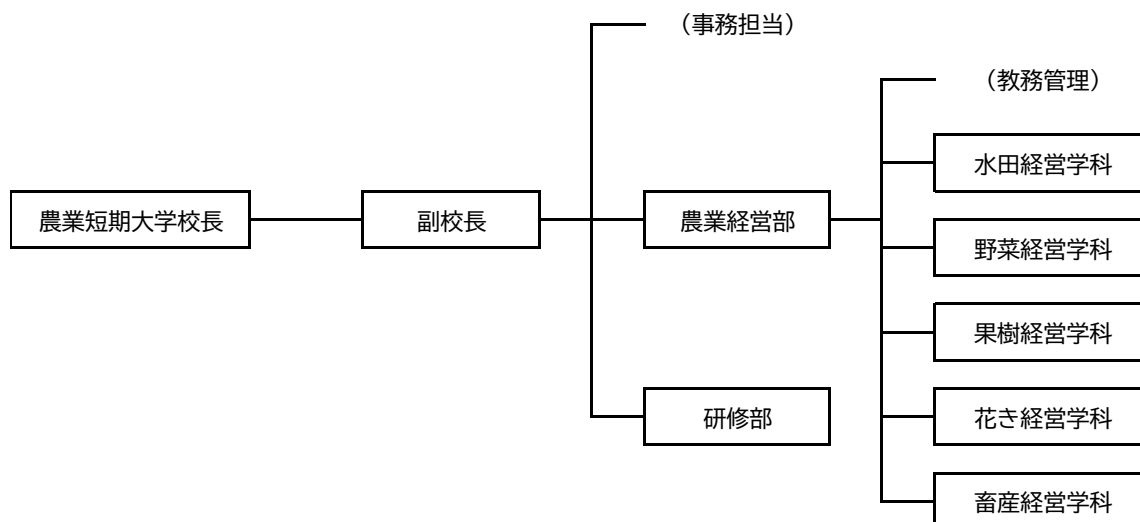 （事務担当）
（教務管理）
水田経営学科
農業短期大学校長
副校長
農業経営部
野菜経営学科
果樹経営学科
研修部
花き経営学科
畜産経営学科